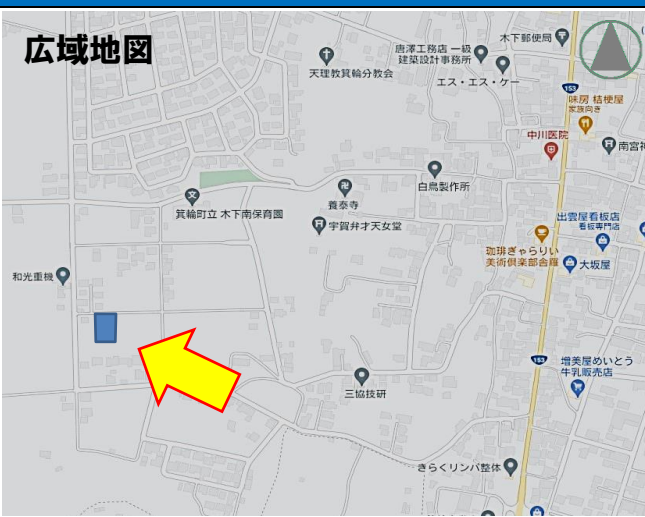 広域地図
木下郵便局
唐澤工務店 一級
建築設計事務所
天理教箕輪分教会
エス・エス・ケー
153
味房 桔梗屋
家族向き
中川医院
南宮神
白鳥製作所
養泰寺
箕輪町立 木下南保育園
宇賀弁才天女堂
出雲屋看板店
看板専門店
珈琲ぎゃらりい
美術倶楽部舎羅
大坂屋
和光重機
153
増美屋めいとう
牛乳販売店
三協技研
きらくリンパ整体